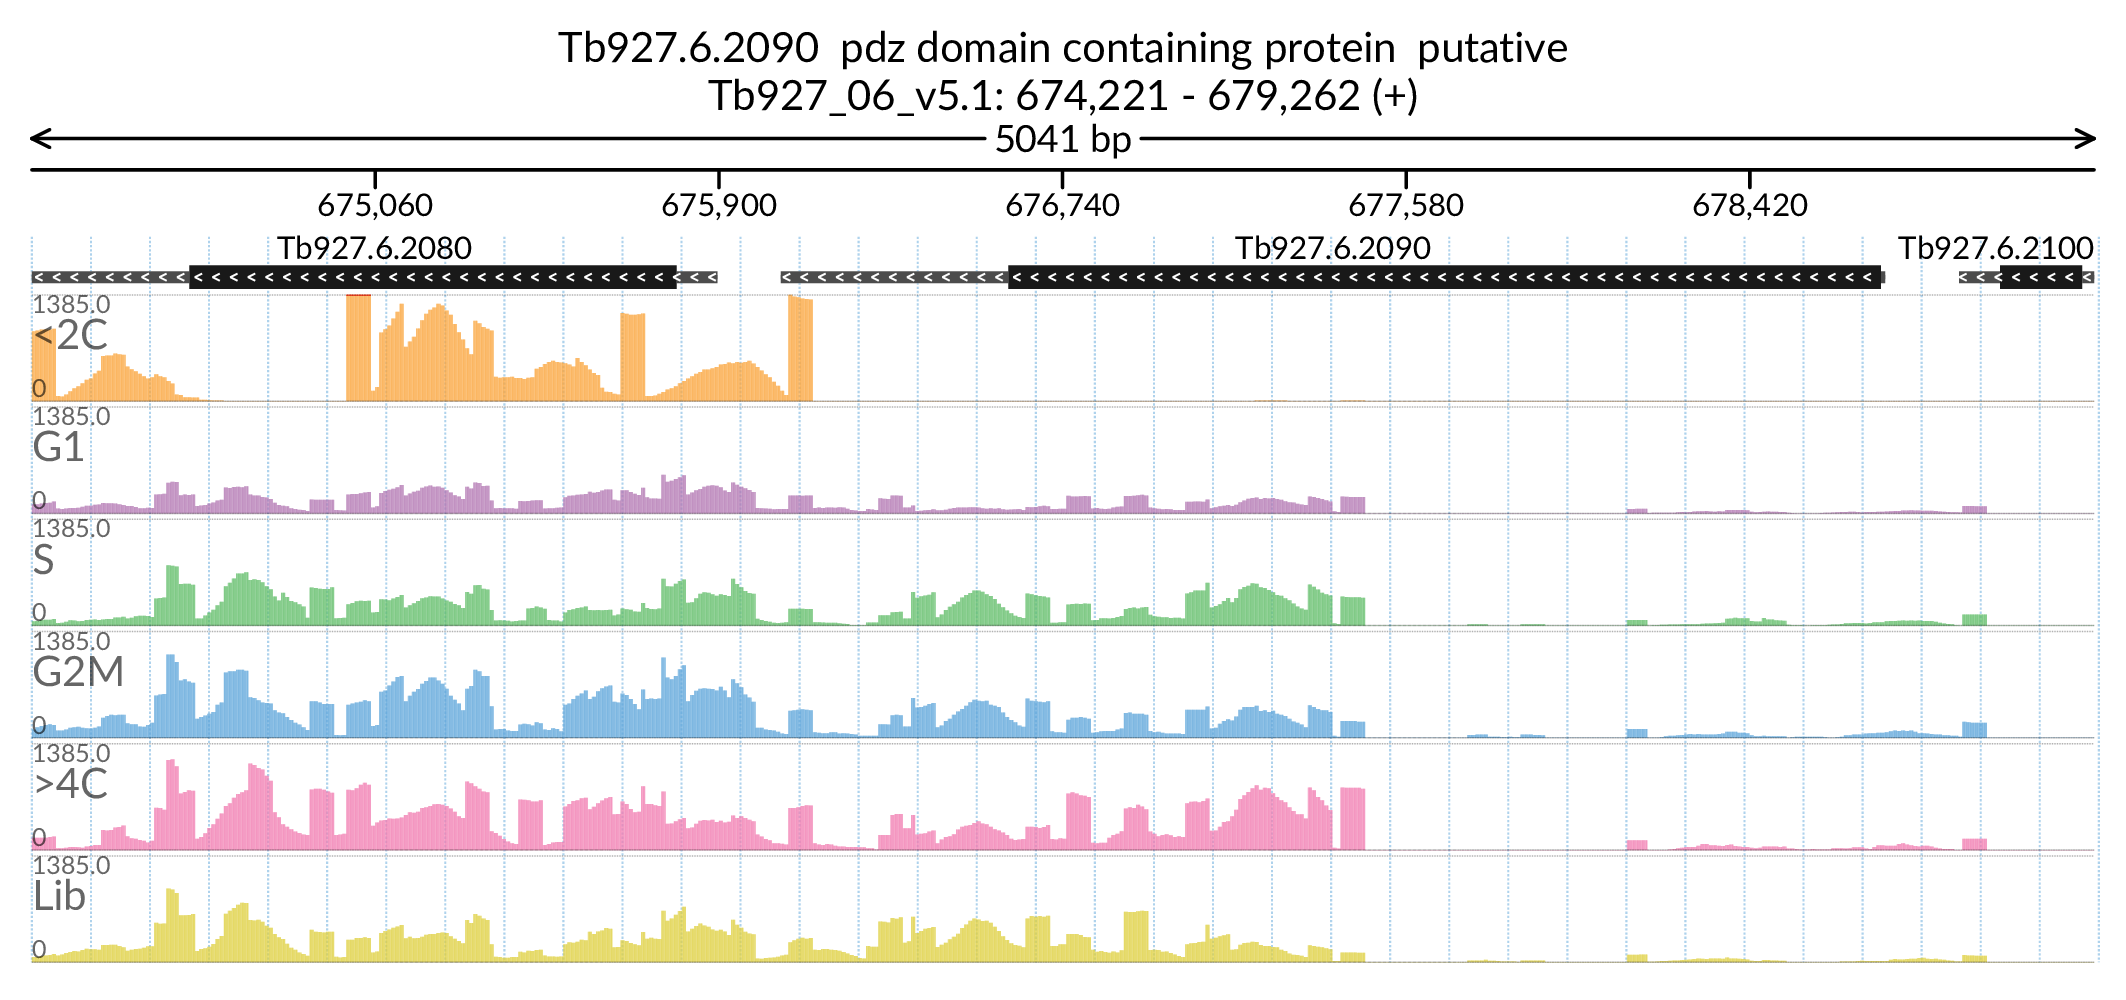 Tb927.6.2090  pdz domain containing protein  putative
Tb927_06_v5.1: 674,221 - 679,262 (+)
5041 bp
675,060 675,900 676,740 677,580 678,420
Tb927.6.2080 Tb927.6.2090 Tb927.6.2100
1385.0
<2C
0
1385.0
G1
0
1385.0
S
0
1385.0
G2M
0
1385.0
>4C
0
1385.0
Lib
0